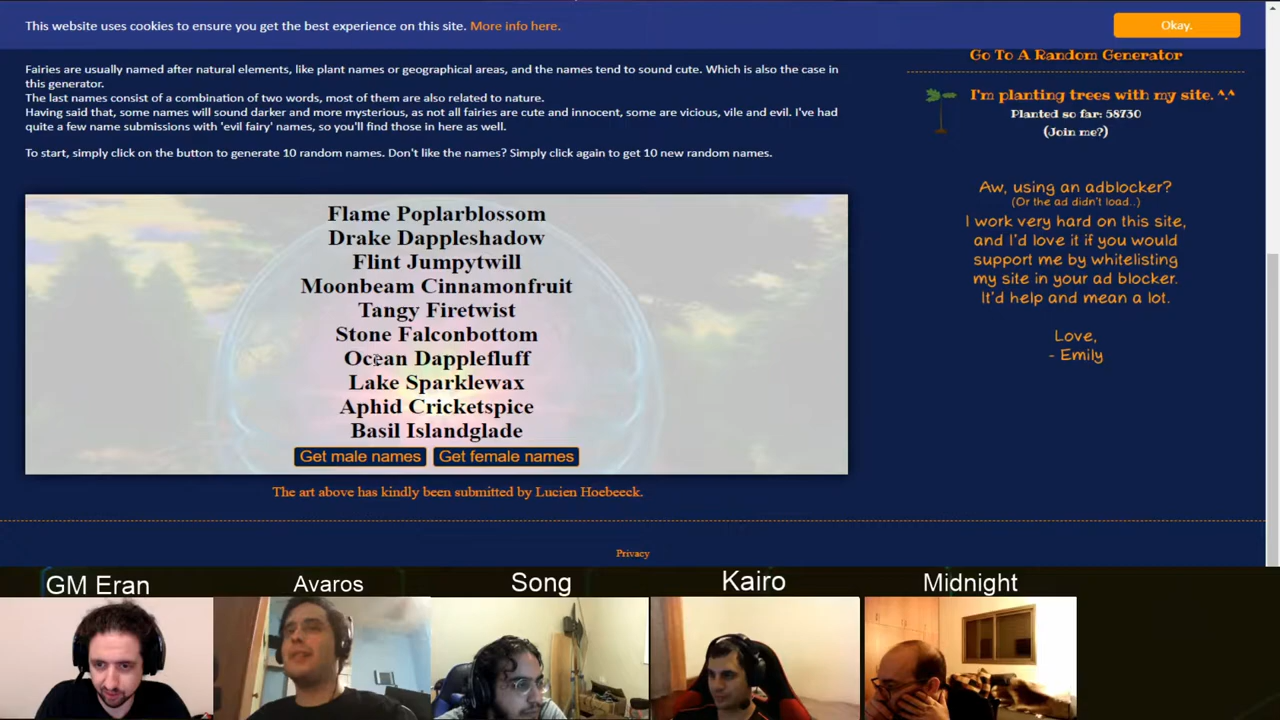 This website uses cookies to ensure you get the best experience on this site. More info here.
Okay.
Fairies are usually named after natural elements, like plant names or geographical areas, and the names tend to sound cute. Which is also the case in
this generator.
The last names consist of a combination of two words, most of them are also related to nature.
Having said that, some names will sound darker and more mysterious, as not all fairies are cute and innocent, some are vicious, vile and evil. I've had
quite a few name submissions with 'evil fairy' names, so you'll find those in here as well.
To start, simply click on the button to generate 10 random names. Don't like the names? Simply click again to get 10 new random names.
Flame Poplarblossom
Drake Dappleshadow
Flint Jumpytwill
Moonbeam Cinnamonfruit
Tangy Firetwist
Stone Falconbottom
Ocean Dapplefluff
Lake Sparklewax
Aphid Cricketspice
Basil Islandglade
Get male names Get female names
The art above has kindly been submitted by Lucien Hoebeeck.
Go To A Random Generator
I'm planting trees with my site. ^.^
Planted so far: 58730
(Join me?)
Aw, using an adblocker?
(Or the ad didn't load..)
I work very hard on this site,
and I'd love it if you would
support me by whitelisting
my site in your ad blocker.
It'd help and mean a lot.
Love,
- Emily
Privacy
GM Eran
Avaros
Song
Kairo
Midnight